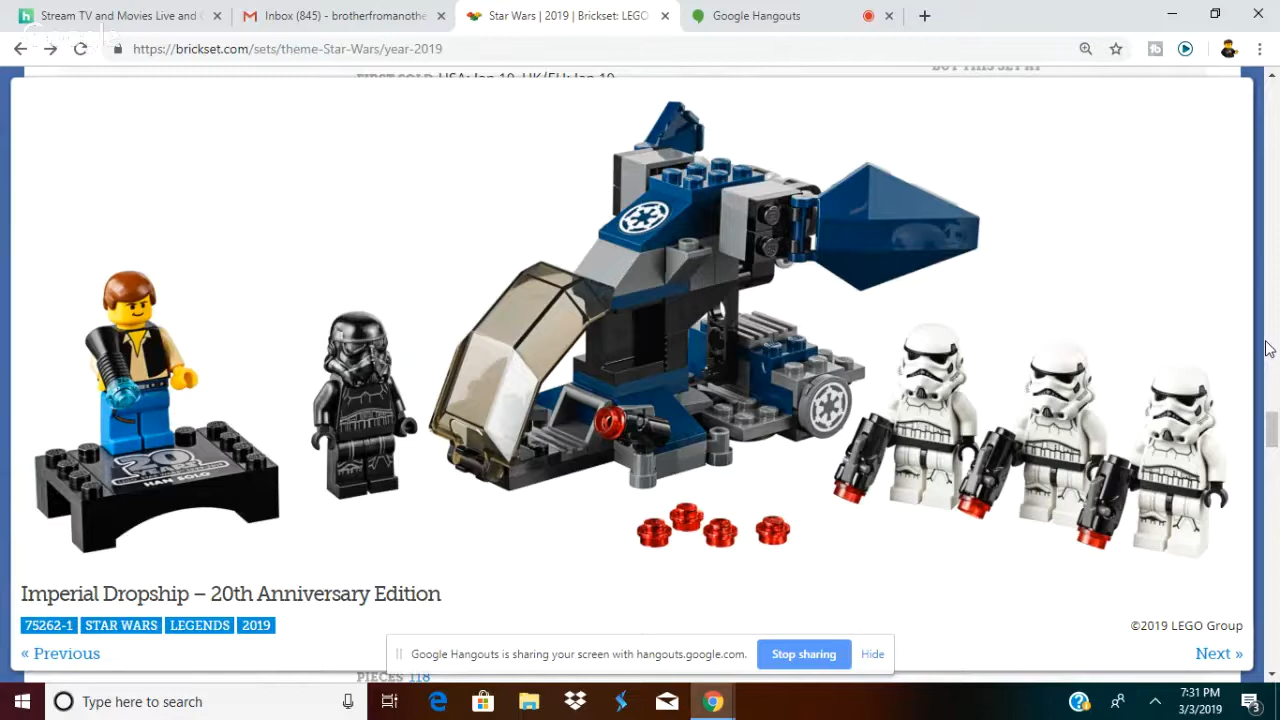 Stream TV and Movies Live and O
Inbox (845) - brotherfromanothe
Star Wars | 2019 | Brickset: LEGO
Google Hangouts
https://brickset.com/sets/theme-Star-Wars/year-2019
20
HAN SOLO
Imperial Dropship – 20th Anniversary Edition
75262-1 STAR WARS LEGENDS 2019
©2019 LEGO Group
« Previous
Next »
Google Hangouts is sharing your screen with hangouts.google.com. Stop sharing Hide
PIECES 118
Type here to search
7:31 PM
3/3/2019
3